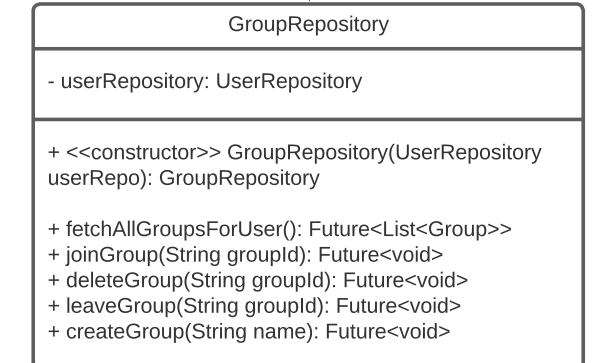 GroupRepository
- userRepository: UserRepository
+ <<constructor>> GroupRepository(UserRepository
userRepo): GroupRepository
+ fetchAllGroupsForUser(): Future<List<Group>>
+ joinGroup(String groupId): Future<void>
+ deleteGroup(String groupId): Future<void>
+ leaveGroup(String groupId): Future<void>
+ createGroup(String name): Future<void>